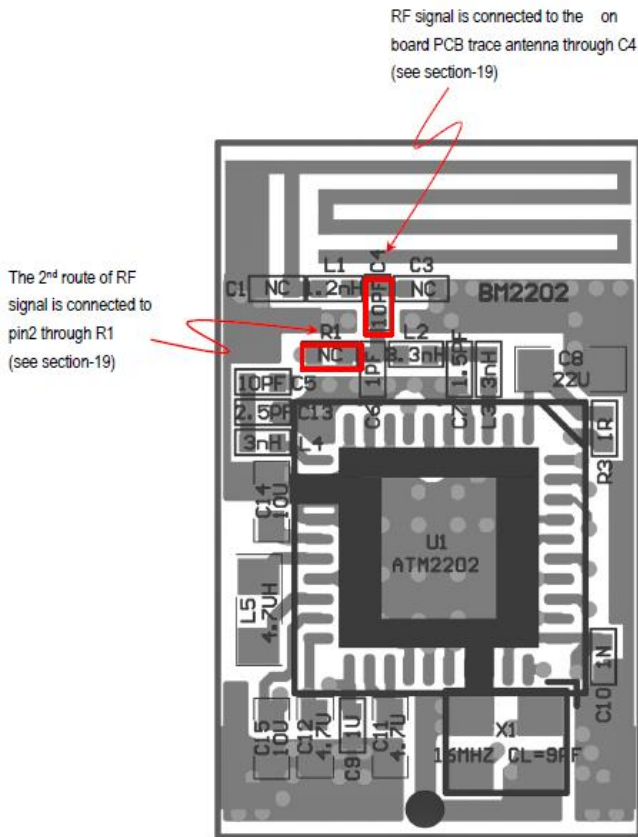 RF signal is connected to the on
board PCB trace antenna through C4
(see section-19)
The 2nd route of RF
signal is connected to
pin2 through R1
(see section-19)
L1 C4 C3
C1 NC 1.2nH 10PF NC BM2202
R1 L2
NC 1PF 3.3nH 1.5PF 3nH C8
22U
10PF C5
2.5PF C13 C6 C7 L3 1R
3nH L4 R3
C14
10U
U1
ATM2202
L5
4.7UH
C10 1N
C15 10U C12 4.7U C9 1U C11 4.7U
X1
16MHZ CL=9PF